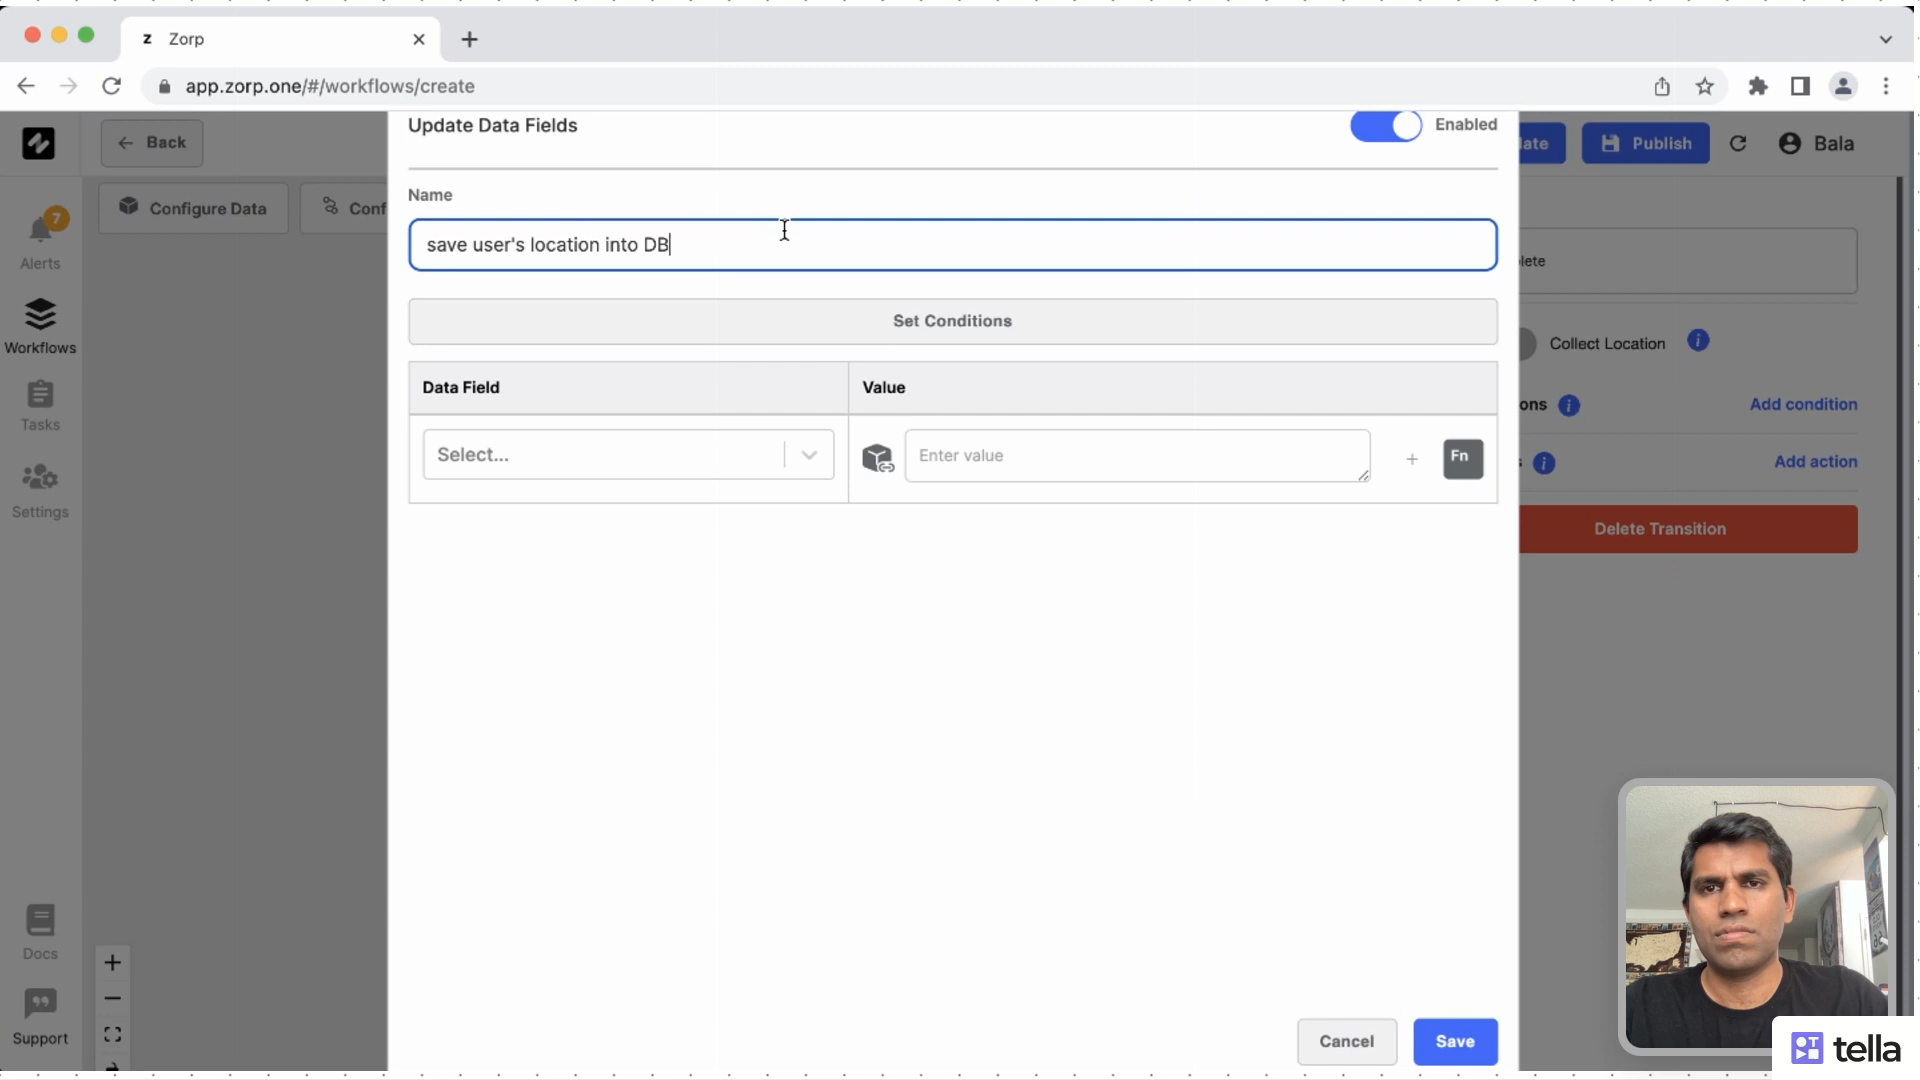 z Zorp
app.zorp.one/#/workflows/create
Update Data Fields
Enabled
Back
late
Publish
Bala
Configure Data
Conf
7
Alerts
Workflows
Tasks
Settings
Docs
Support
Name
save user's location into DB
Set Conditions
Data Field
Value
Select...
Enter value
+
Fn
lete
Collect Location
i
ons
i
Add condition
s
i
Add action
Delete Transition
Cancel
Save
tella